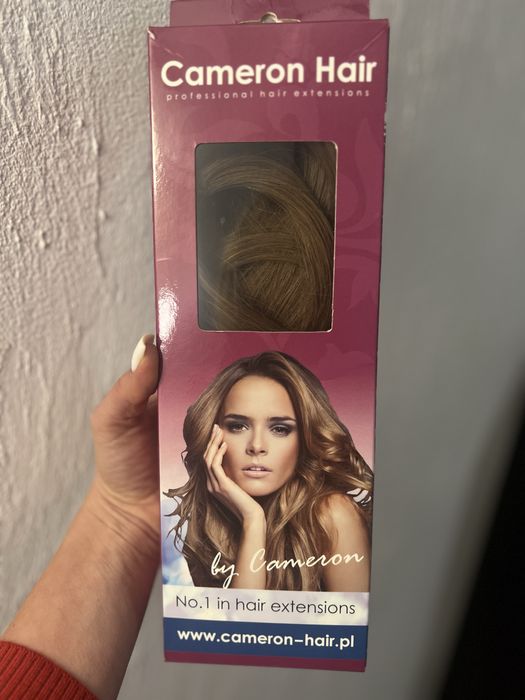 Cameron Hair
professional hair extensions
by Cameron
No.1 in hair extensions
www.cameron-hair.pl